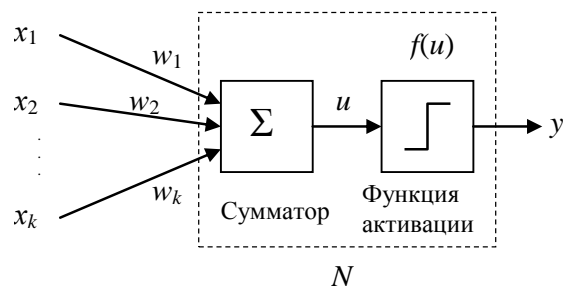 x1
w1
f(u)
x2
w2
Σ
u
y
xk
wk
Сумматор
Функция
активации
N